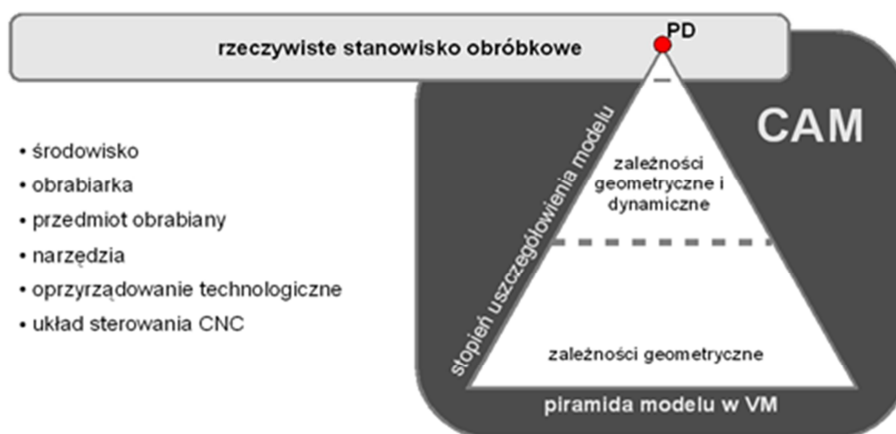 rzeczywiste stanowisko obróbkowe
PD
CAM
• środowisko
• obrabiarka
• przedmiot obrabiany
• narzędzia
• oprzyrządowanie technologiczne
• układ sterowania CNC
stopień uszczegółowienia modelu
zależności
geometryczne i
dynamiczne
zależności geometryczne
piramida modelu w VM